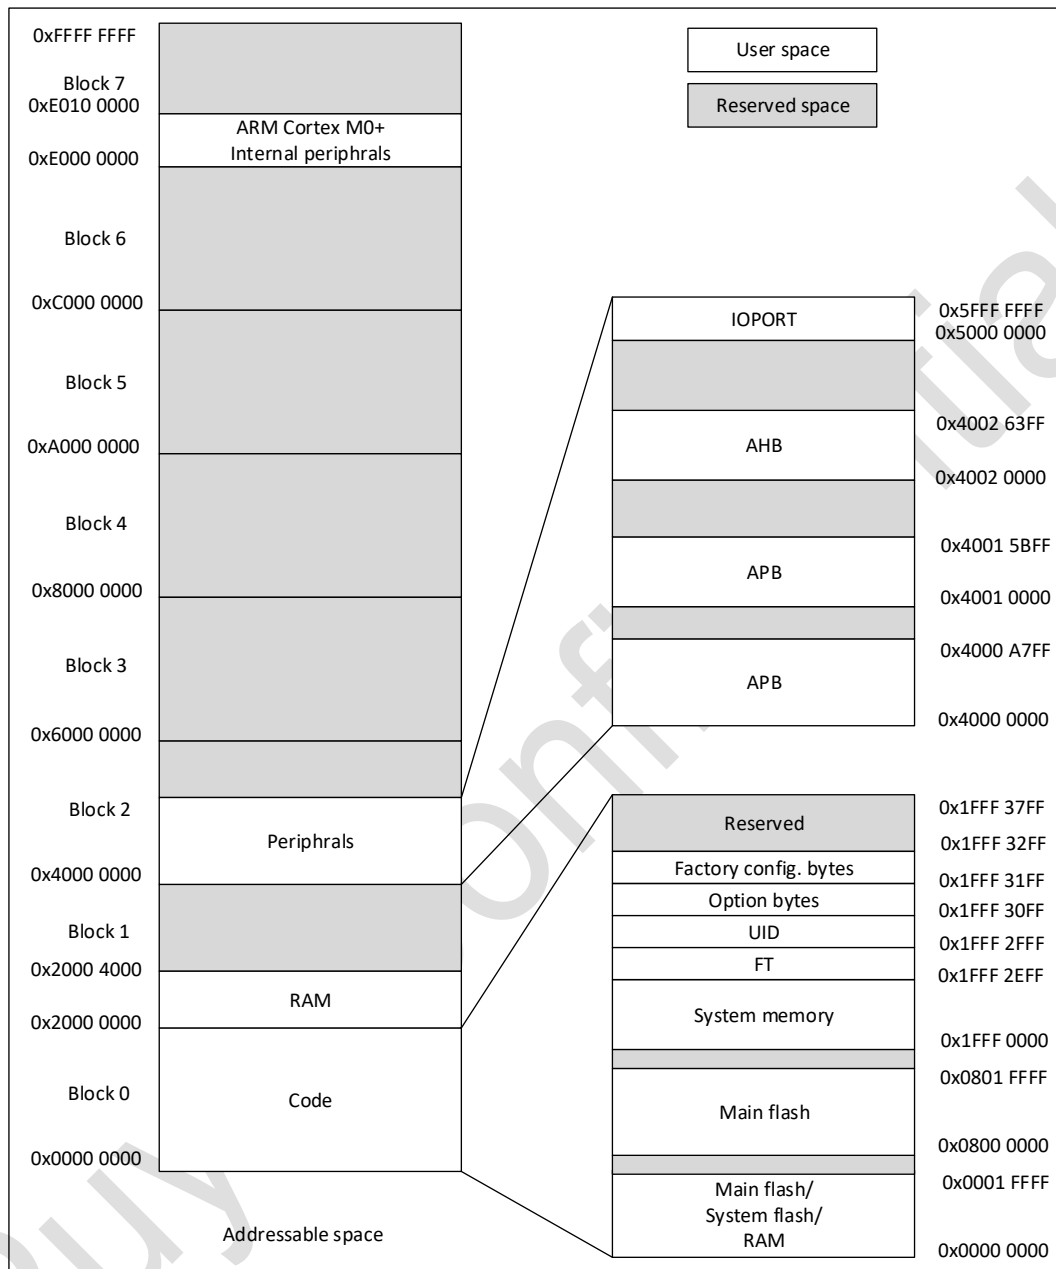 0xFFFF FFFF
Block 7
0xE010 0000
ARM Cortex M0+
Internal periphrals
0xE000 0000
Block 6
0xC000 0000
Block 5
0xA000 0000
Block 4
0x8000 0000
Block 3
0x6000 0000
Block 2
Periphrals
0x4000 0000
Block 1
0x2000 4000
RAM
0x2000 0000
Block 0
Code
0x0000 0000
Addressable space
User space
Reserved space
IOPORT
0x5FFF FFFF
0x5000 0000
0x4002 63FF
AHB
0x4002 0000
0x4001 5BFF
APB
0x4001 0000
0x4000 A7FF
APB
0x4000 0000
0x1FFF 37FF
Reserved
0x1FFF 32FF
Factory config. bytes
0x1FFF 31FF
Option bytes
0x1FFF 30FF
UID
0x1FFF 2FFF
FT
0x1FFF 2EFF
System memory
0x1FFF 0000
0x0801 FFFF
Main flash
0x0800 0000
0x0001 FFFF
Main flash/
System flash/
RAM
0x0000 0000